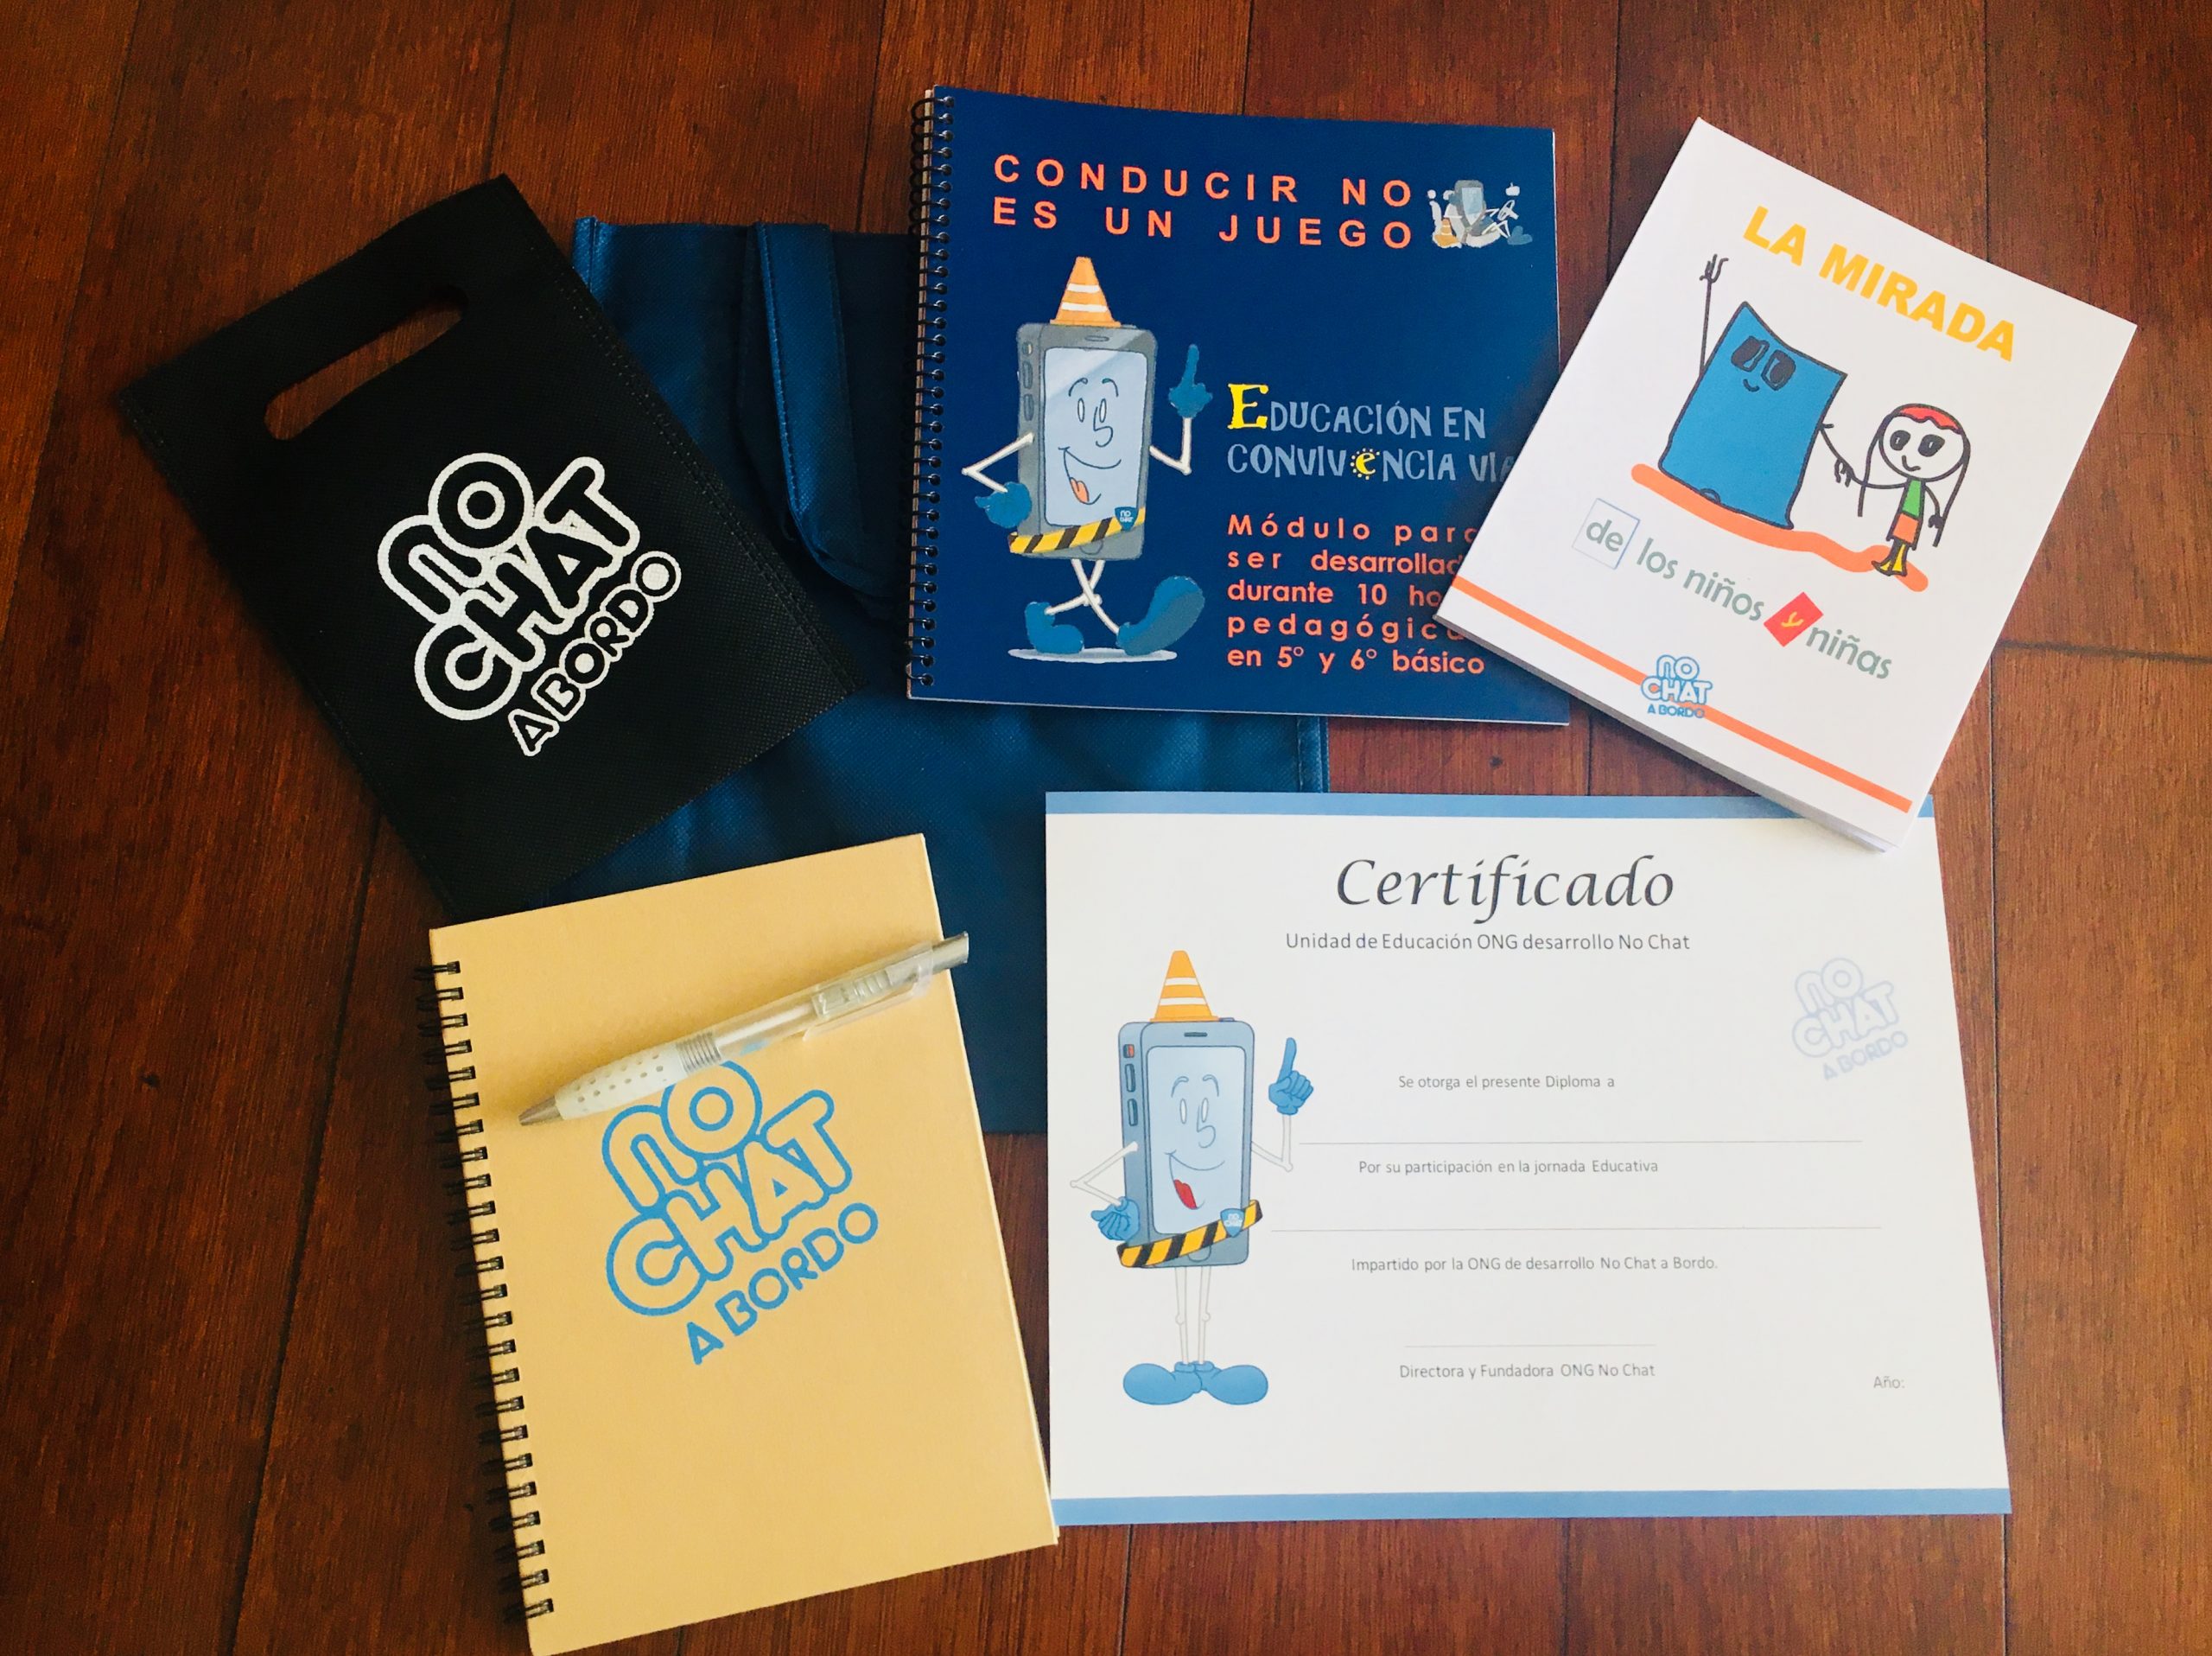 NO
CHAT
A BORDO
CONDUCIR NO
ES UN JUEGO
EDUCACIÓN EN
CONVIVENCIA
Módulo
ser
durante 10
en 5° y 6° básico
NO
CHAT
LA MIRADA
de los niños y niñas
NO
CHAT
A BORDO
NO
CHAT
A BORDO
Certificado
Unidad de Educación ONG desarrollo No Chat
NO
CHAT
A BORDO
Se otorga el presente Diploma a
Por su participación en la jornada Educativa
Impartido por la ONG de desarrollo No Chat a Bordo.
Directora y Fundadora ONG No Chat
Año: